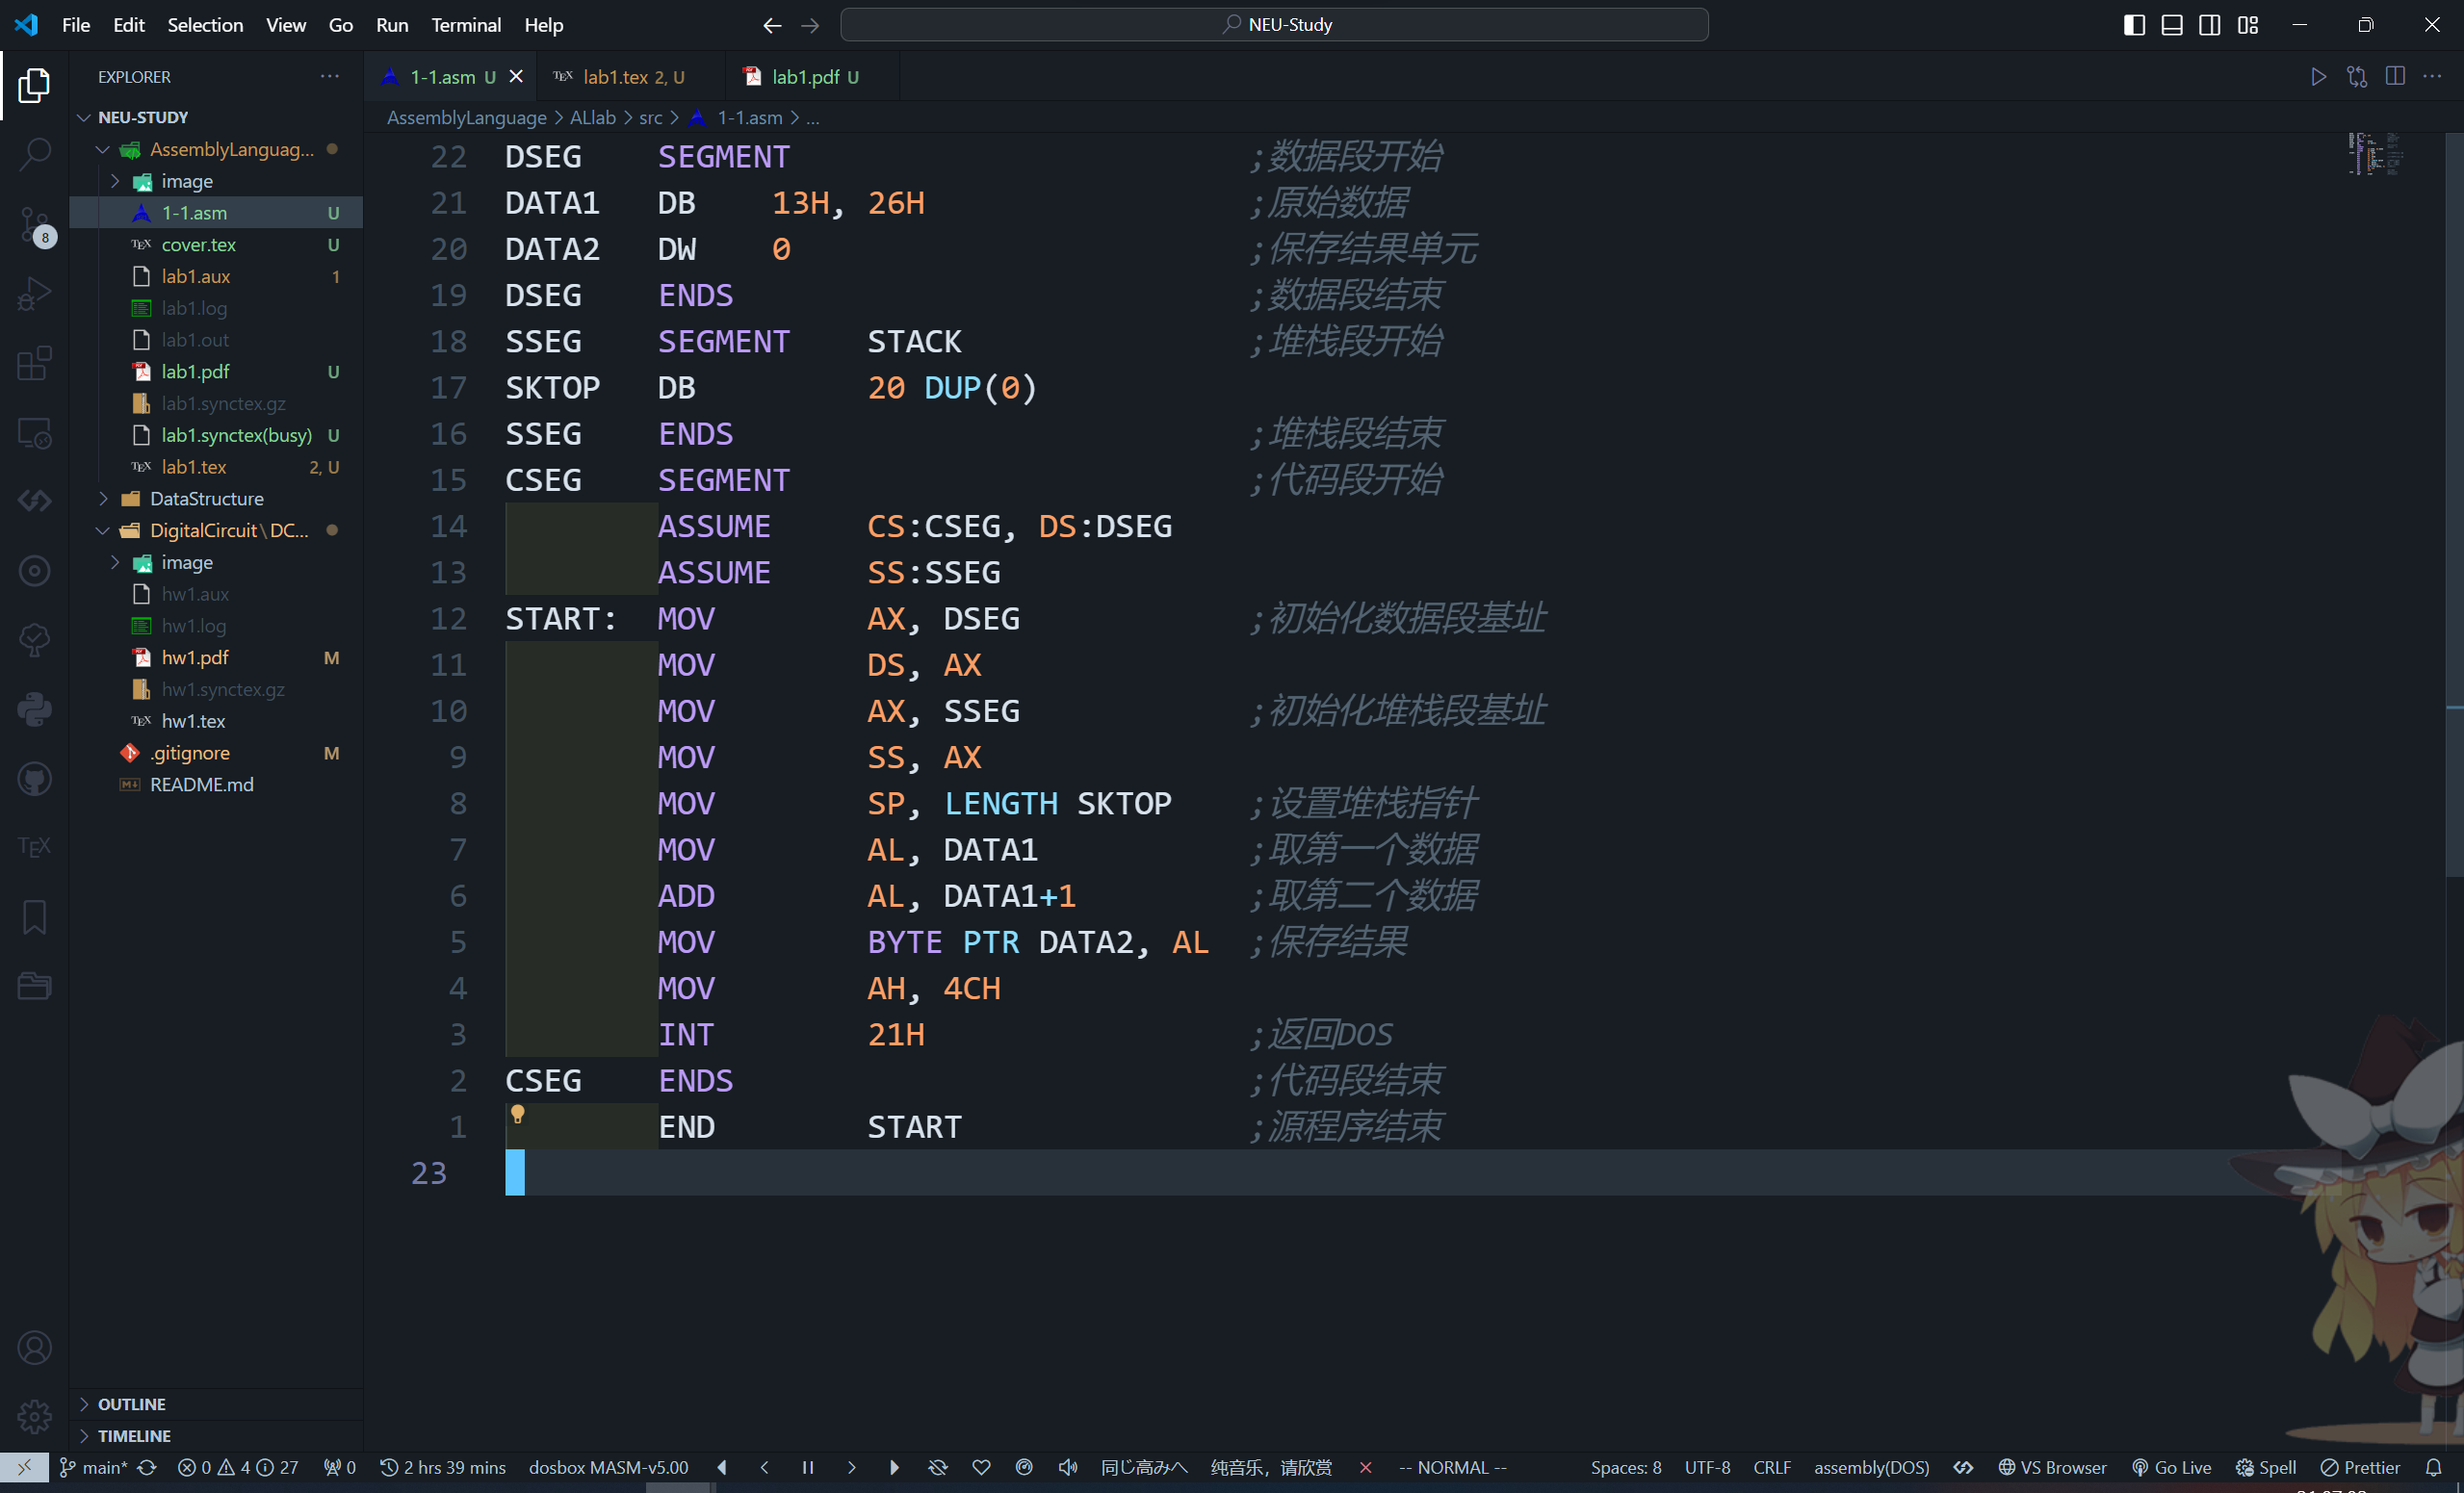 File Edit Selection View Go Run Terminal Help
NEU-Study
EXPLORER
NEU-STUDY
AssemblyLanguag...
image
1-1.asm U
cover.tex U
lab1.aux 1
lab1.log
lab1.out
lab1.pdf U
lab1.synctex.gz
lab1.synctex(busy) U
TEX lab1.tex 2, U
DataStructure
DigitalCircuit\DC...
image
hw1.aux
hw1.log
hw1.pdf M
hw1.synctex.gz
TEX hw1.tex
.gitignore M
README.md
OUTLINE
TIMELINE
8
TEX
1-1.asm U
TEX lab1.tex 2, U
lab1.pdf U
AssemblyLanguage > ALlab > src > 1-1.asm > ...
22 DSEG SEGMENT ;数据段开始
21 DATA1 DB 13H, 26H ;原始数据
20 DATA2 DW 0 ;保存结果单元
19 DSEG ENDS ;数据段结束
18 SSEG SEGMENT STACK ;堆栈段开始
17 SKTOP DB 20 DUP(0)
16 SSEG ENDS ;堆栈段结束
15 CSEG SEGMENT ;代码段开始
14 ASSUME CS:CSEG, DS:DSEG
13 ASSUME SS:SSEG
12 START: MOV AX, DSEG ;初始化数据段基址
11 MOV DS, AX
10 MOV AX, SSEG ;初始化堆栈段基址
9 MOV SS, AX
8 MOV SP, LENGTH SKTOP ;设置堆栈指针
7 MOV AL, DATA1 ;取第一个数据
6 ADD AL, DATA1+1 ;取第二个数据
5 MOV BYTE PTR DATA2, AL ;保存结果
4 MOV AH, 4CH
3 INT 21H ;返回DOS
2 CSEG ENDS ;代码段结束
1 END START ;源程序结束
23
main* 0 4 27 0 2 hrs 39 mins dosbox MASM-v5.00 同じ高みへ 纯音乐，请欣赏 -- NORMAL -- Spaces: 8 UTF-8 CRLF assembly(DOS) VS Browser Go Live Spell Prettier